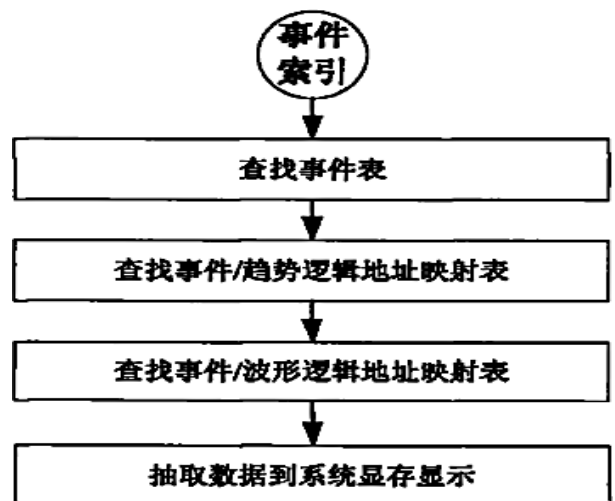 事件
索引
查找事件表
查找事件/趋势逻辑地址映射表
查找事件/波形逻辑地址映射表
抽取数据到系统显存显示